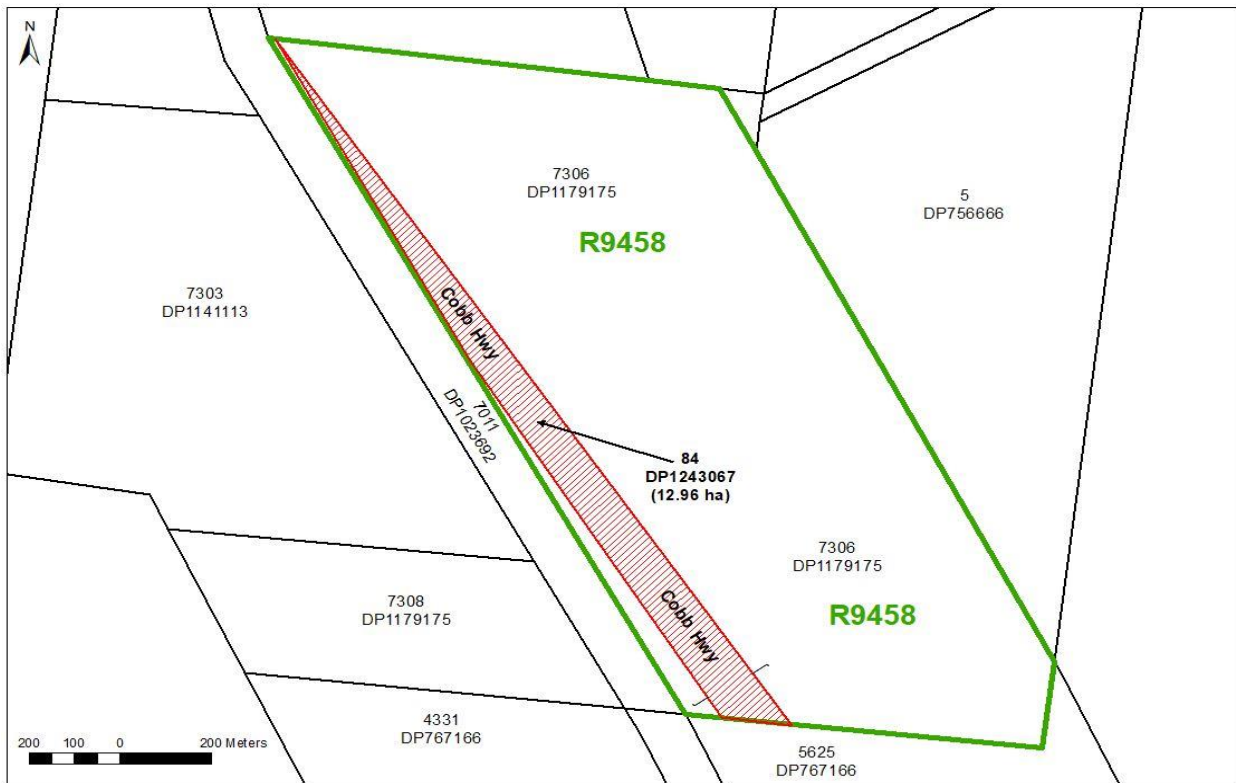 N
7306
DP1179175
R9458
5
DP756666
7303
DP1141113
Cobb Hwy
7011
DP1023692
84
DP1243067
(12.96 ha)
7306
DP1179175
R9458
7308
DP1179175
Cobb Hwy
4331
DP767166
5625
DP767166
200 100 0 200 Meters